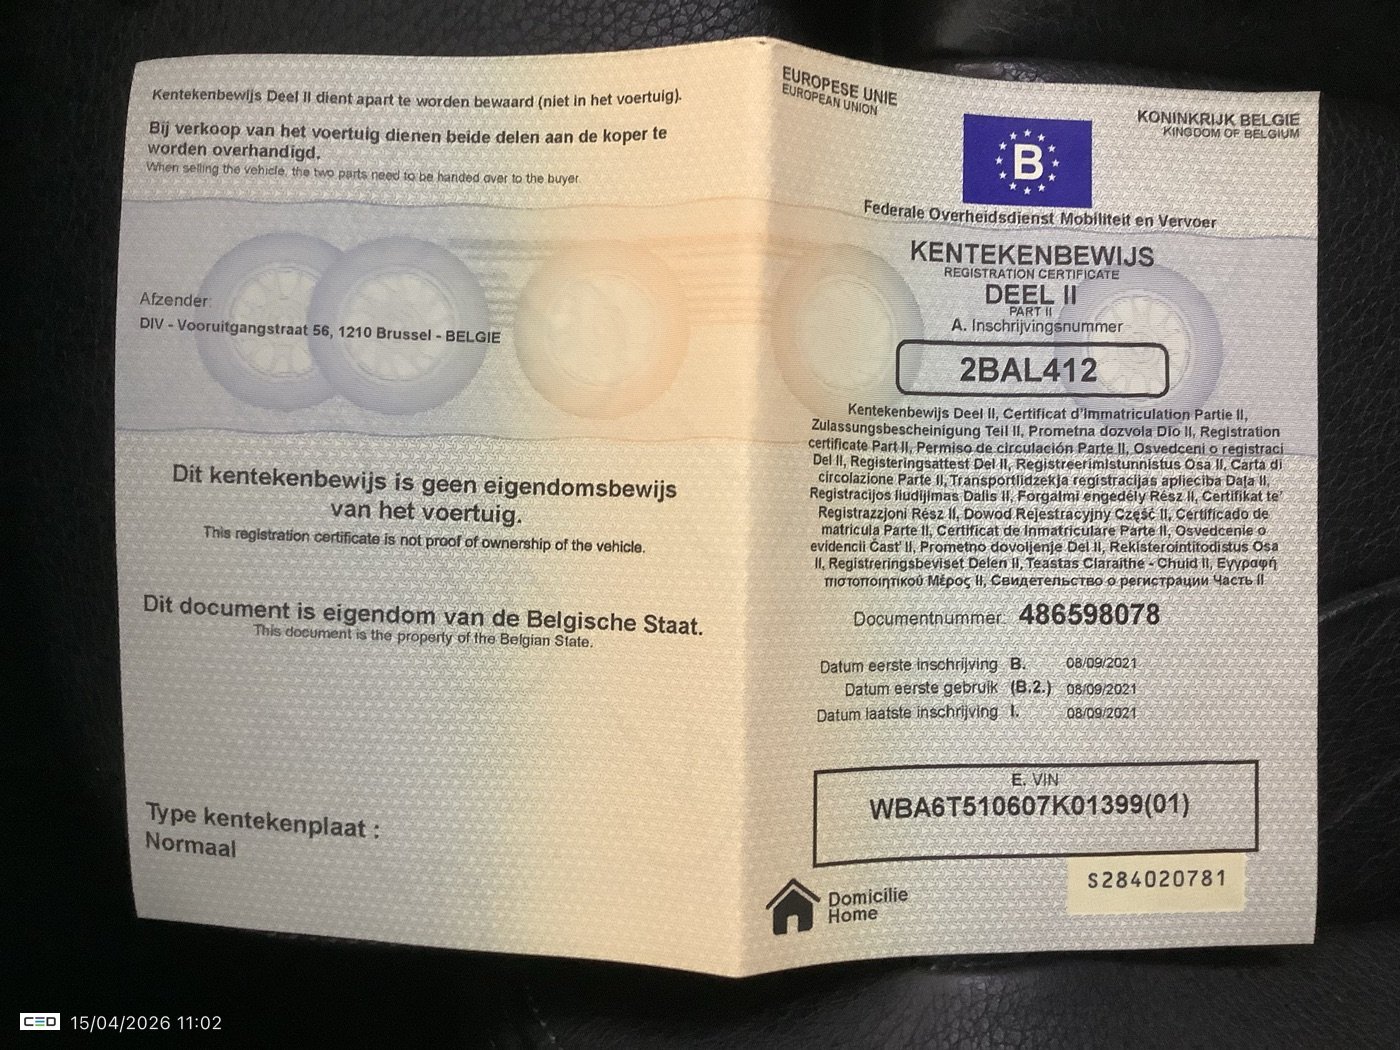 Kentekenbewijs Deel II dient apart te worden bewaard (niet in het voertuig).
Bij verkoop van het voertuig dienen beide delen aan de koper te
worden overhandigd.
When selling the vehicle, the two parts need to be handed over to the buyer.
Afzender:
DIV - Vooruitgangstraat 56, 1210 Brussel - BELGIE
Dit kentekenbewijs is geen eigendomsbewijs
van het voertuig.
This registration certificate is not proof of ownership of the vehicle.
Dit document is eigendom van de Belgische Staat.
This document is the property of the Belgian State.
Type kentekenplaat :
Normaal
EUROPESE UNIE
EUROPEAN UNION
KONINKRIJK BELGIE
KINGDOM OF BELGIUM
B
Federale Overheidsdienst Mobiliteit en Vervoer
KENTEKENBEWIJS
REGISTRATION CERTIFICATE
DEEL II
PART II
A. Inschrijvingsnummer
2BAL412
Kentekenbewijs Deel II, Certificat d'immatriculation Partie II,
Zulassungsbescheinigung Teil II, Prometna dozvola Dio II, Registration
certificate Part II, Permiso de circulación Parte II, Osvedceni o registraci
Del II, Registeringsattest Del II, Registreerimistunnistus Osa II, Carta di
circolazione Parte II, Transportlidzekja registracijas aplieciba Daļa II,
Registracijos liudijimas Dalis II, Forgalmi engedély Rész II, Certifikat te'
Registrazzjoni Rész II, Dowod Rejestracyjny Część II, Certificado de
matricula Parte II, Certificat de Inmatriculare Parte II, Osvedcenie o
evidencii Časť II, Prometno dovoljenje Del II, Rekisterointitodistus Osa
II, Registreringsbeviset Delen II, Teastas Claraithe - Chuid II, Εγγραφή
πιστοποιητικού Μέρος II, Свидетельство о регистрации Часть II
Documentnummer: 486598078
Datum eerste inschrijving B. 08/09/2021
Datum eerste gebruik (B.2.) 08/09/2021
Datum laatste inschrijving I. 08/09/2021
E. VIN
WBA6T510607K01399(01)
S284020781
Domicilie
Home
CED 15/04/2026 11:02